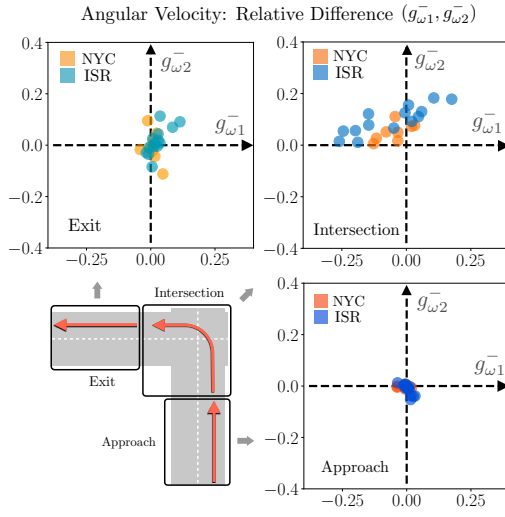 Angular Velocity: Relative Difference (g⁻ω1, g⁻ω2)
0.4
0.2
0.0
−0.2
−0.4
NYC
ISR
g⁻ω2
g⁻ω1
Exit
−0.25
0.00
0.25
0.4
0.2
0.0
−0.2
−0.4
NYC
ISR
g⁻ω2
g⁻ω1
Intersection
−0.25
0.00
0.25
Intersection
Exit
Approach
0.4
0.2
0.0
−0.2
−0.4
NYC
ISR
g⁻ω2
g⁻ω1
Approach
−0.25
0.00
0.25